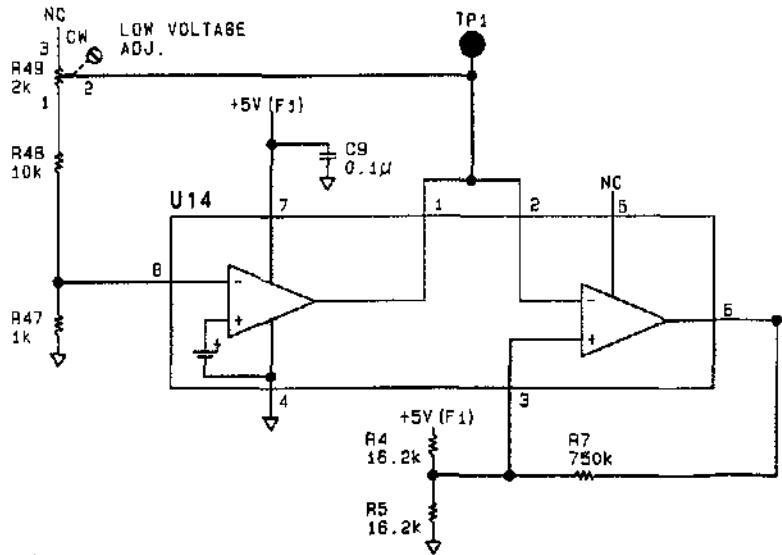 NC
TP1
CW
LOW VOLTAGE
ADJ.
3
R49
2k
1
2
+5V(F1)
C9
0.1µ
R48
10k
U14
7
1
2
NC
5
8
-
+
+
-
+
6
R47
1k
4
3
+5V(F1)
R4
16.2k
R7
750k
R5
16.2k